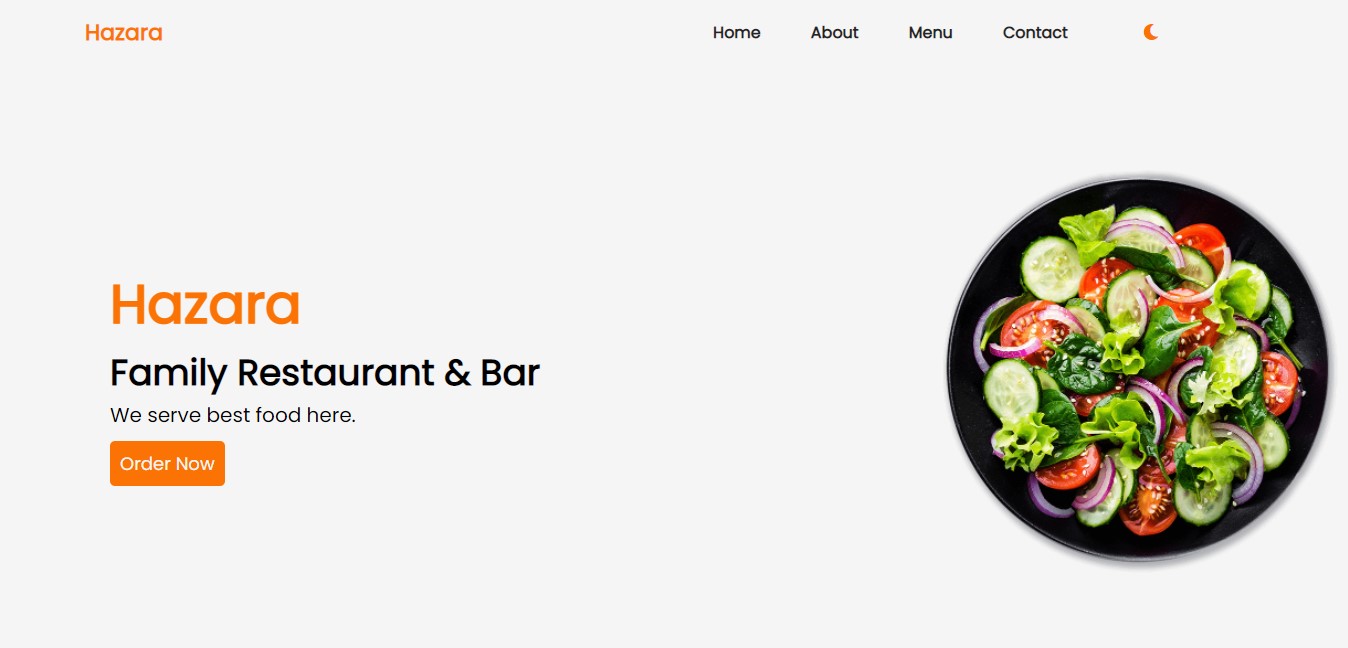 Hazara
Home About Menu Contact
Hazara
Family Restaurant & Bar
We serve best food here.
Order Now